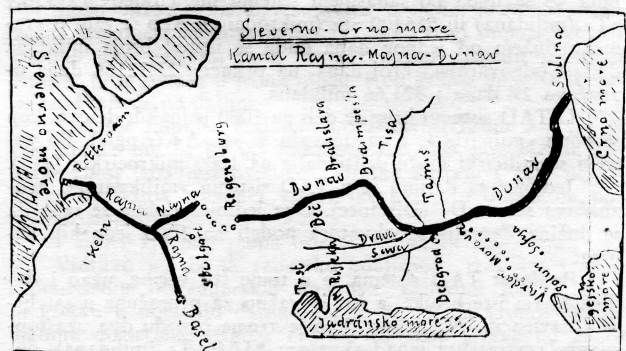 Sjeverno - Crno more
Kanal Rajna - Majna - Dunav
Sjeverno more
Rotterdam
Rajna
Keln
Majna
Rajna
Stutgart
Basel
Regensburg
Dunav
Beč
Bratislava
Budimpešta
Tisa
Tamiš
Drava
Sava
Trst
Rijeka
Jadransko more
Beograd
Dunav
Morava
Vardar
Sofija
Solun
Sulina
Crno more
Egejsko
more